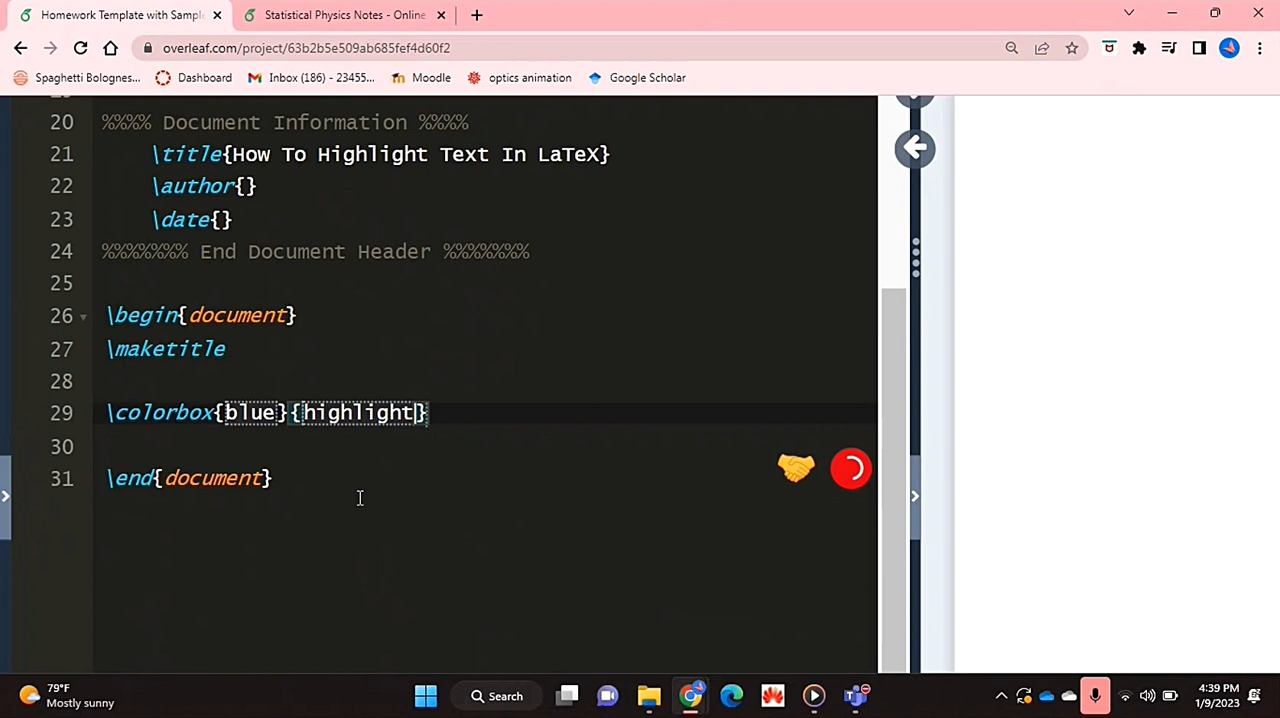 Homework Template with Sampl
Statistical Physics Notes - Online
overleaf.com/project/63b2b5e509ab685fef4d60f2
Spaghetti Bolognes...
Dashboard
Inbox (186) - 23455...
Moodle
optics animation
Google Scholar
20 %%%% Document Information %%%%
21 \title{How To Highlight Text In LaTeX}
22 \author{}
23 \date{}
24 %%%%%%% End Document Header %%%%%%%
25
26 \begin{document}
27 \maketitle
28
29 \colorbox{blue}{highlight}
30
31 \end{document}
79°F
Mostly sunny
Search
4:39 PM
1/9/2023